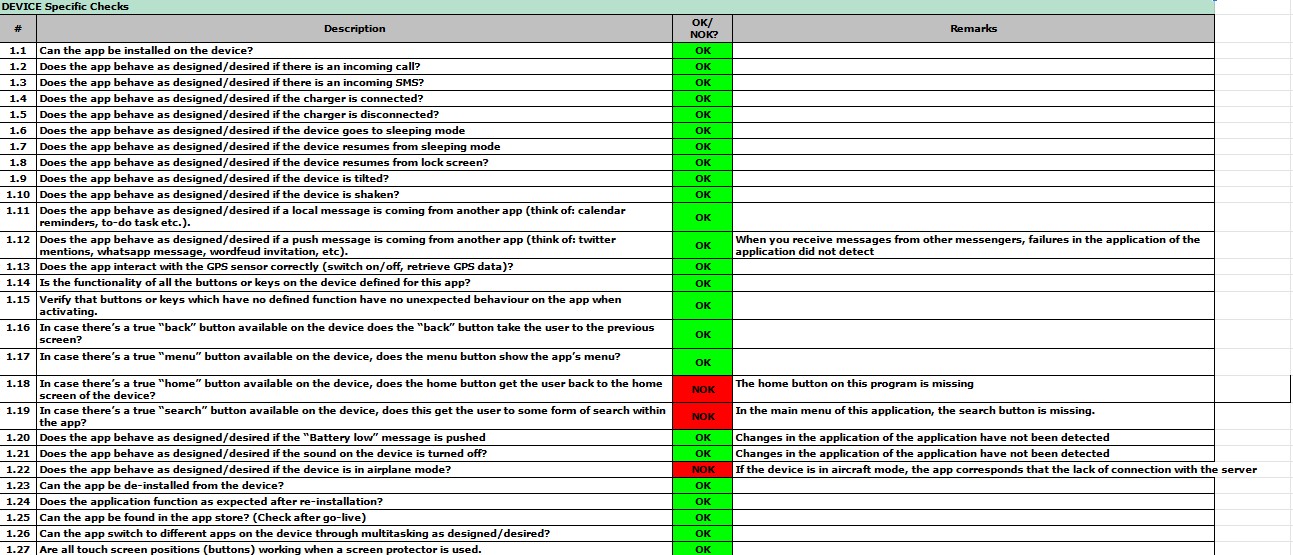 DEVICE Specific Checks
# Description OK/ NOK? Remarks
1.1 Can the app be installed on the device? OK
1.2 Does the app behave as designed/desired if there is an incoming call? OK
1.3 Does the app behave as designed/desired if there is an incoming SMS? OK
1.4 Does the app behave as designed/desired if the charger is connected? OK
1.5 Does the app behave as designed/desired if the charger is disconnected? OK
1.6 Does the app behave as designed/desired if the device goes to sleeping mode OK
1.7 Does the app behave as designed/desired if the device resumes from sleeping mode OK
1.8 Does the app behave as designed/desired if the device resumes from lock screen? OK
1.9 Does the app behave as designed/desired if the device is tilted? OK
1.10 Does the app behave as designed/desired if the device is shaken? OK
1.11 Does the app behave as designed/desired if a local message is coming from another app (think of: calendar
reminders, to-do task etc.). OK
1.12 Does the app behave as designed/desired if a push message is coming from another app (think of: twitter
mentions, whatsapp message, wordfeud invitation, etc). OK When you receive messages from other messengers, failures in the application of the
application did not detect
1.13 Does the app interact with the GPS sensor correctly (switch on/off, retrieve GPS data)? OK
1.14 Is the functionality of all the buttons or keys on the device defined for this app? OK
1.15 Verify that buttons or keys which have no defined function have no unexpected behaviour on the app when
activating. OK
1.16 In case there's a true “back” button available on the device does the “back” button take the user to the previous
screen? OK
1.17 In case there's a true “menu” button available on the device, does the menu button show the app's menu? OK
1.18 In case there's a true “home” button available on the device, does the home button get the user back to the home
screen of the device? NOK The home button on this program is missing
1.19 In case there's a true “search” button available on the device, does this get the user to some form of search within
the app? NOK In the main menu of this application, the search button is missing.
1.20 Does the app behave as designed/desired if the “Battery low” message is pushed OK Changes in the application of the application have not been detected
1.21 Does the app behave as designed/desired if the sound on the device is turned off? OK Changes in the application of the application have not been detected
1.22 Does the app behave as designed/desired if the device is in airplane mode? NOK If the device is in aircraft mode, the app corresponds that the lack of connection with the server
1.23 Can the app be de-installed from the device? OK
1.24 Does the application function as expected after re-installation? OK
1.25 Can the app be found in the app store? (Check after go-live) OK
1.26 Can the app switch to different apps on the device through multitasking as designed/desired? OK
1.27 Are all touch screen positions (buttons) working when a screen protector is used. OK